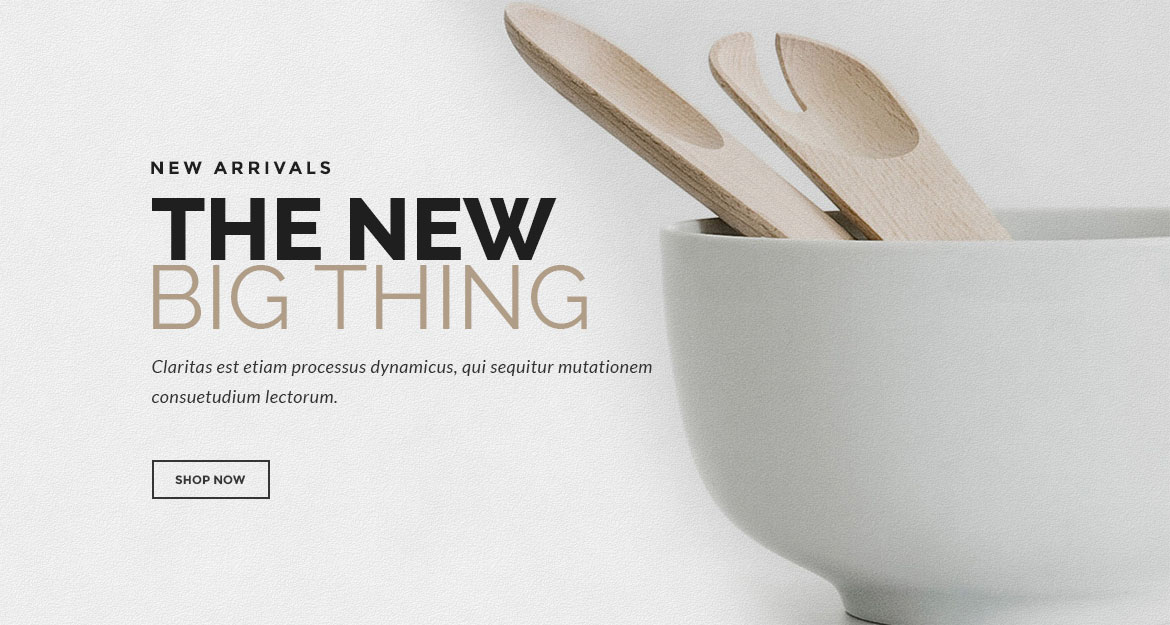 NEW ARRIVALS
THE NEW
BIG THING
Claritas est etiam processus dynamicus, qui sequitur mutationem
consuetudium lectorum.
SHOP NOW